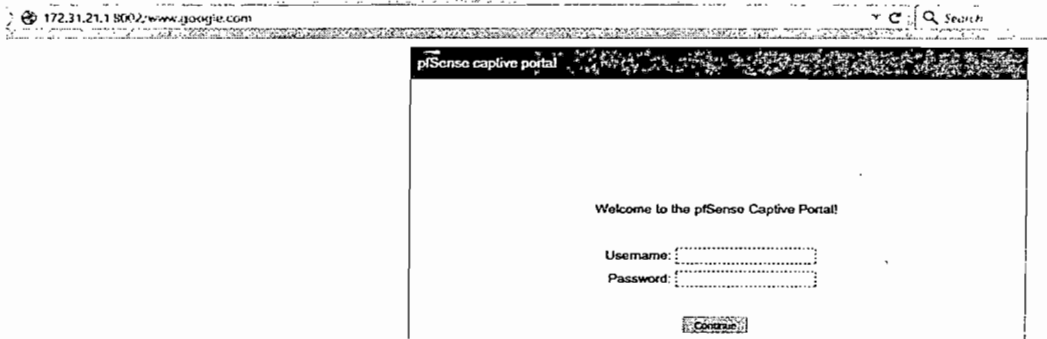 172.31.21.1:8002/www.google.com
Search
pfSense captive portal
Welcome to the pfSense Captive Portal!
Username:
Password:
Continue